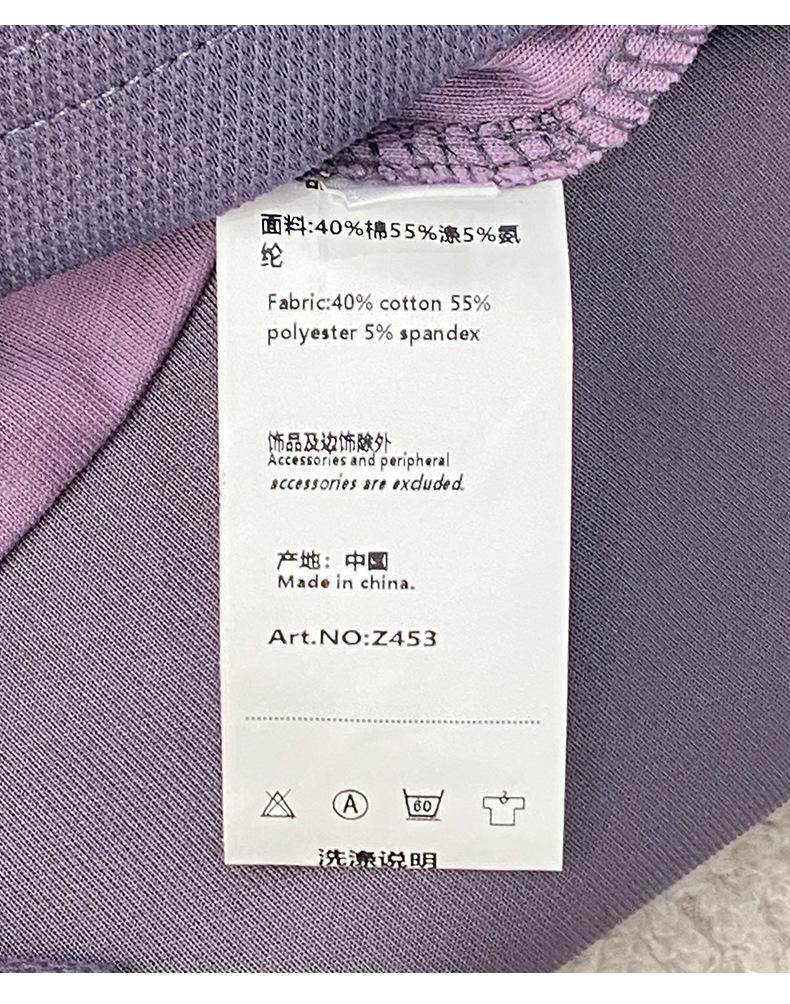 面料:40%棉55%涤5%氨
纶
Fabric:40% cotton 55%
polyester 5% spandex
饰品及边饰除外
Accessories and peripheral
accessories are excluded.
产地：中國
Made in china.
Art.NO:Z453
A
60
洗涤说明